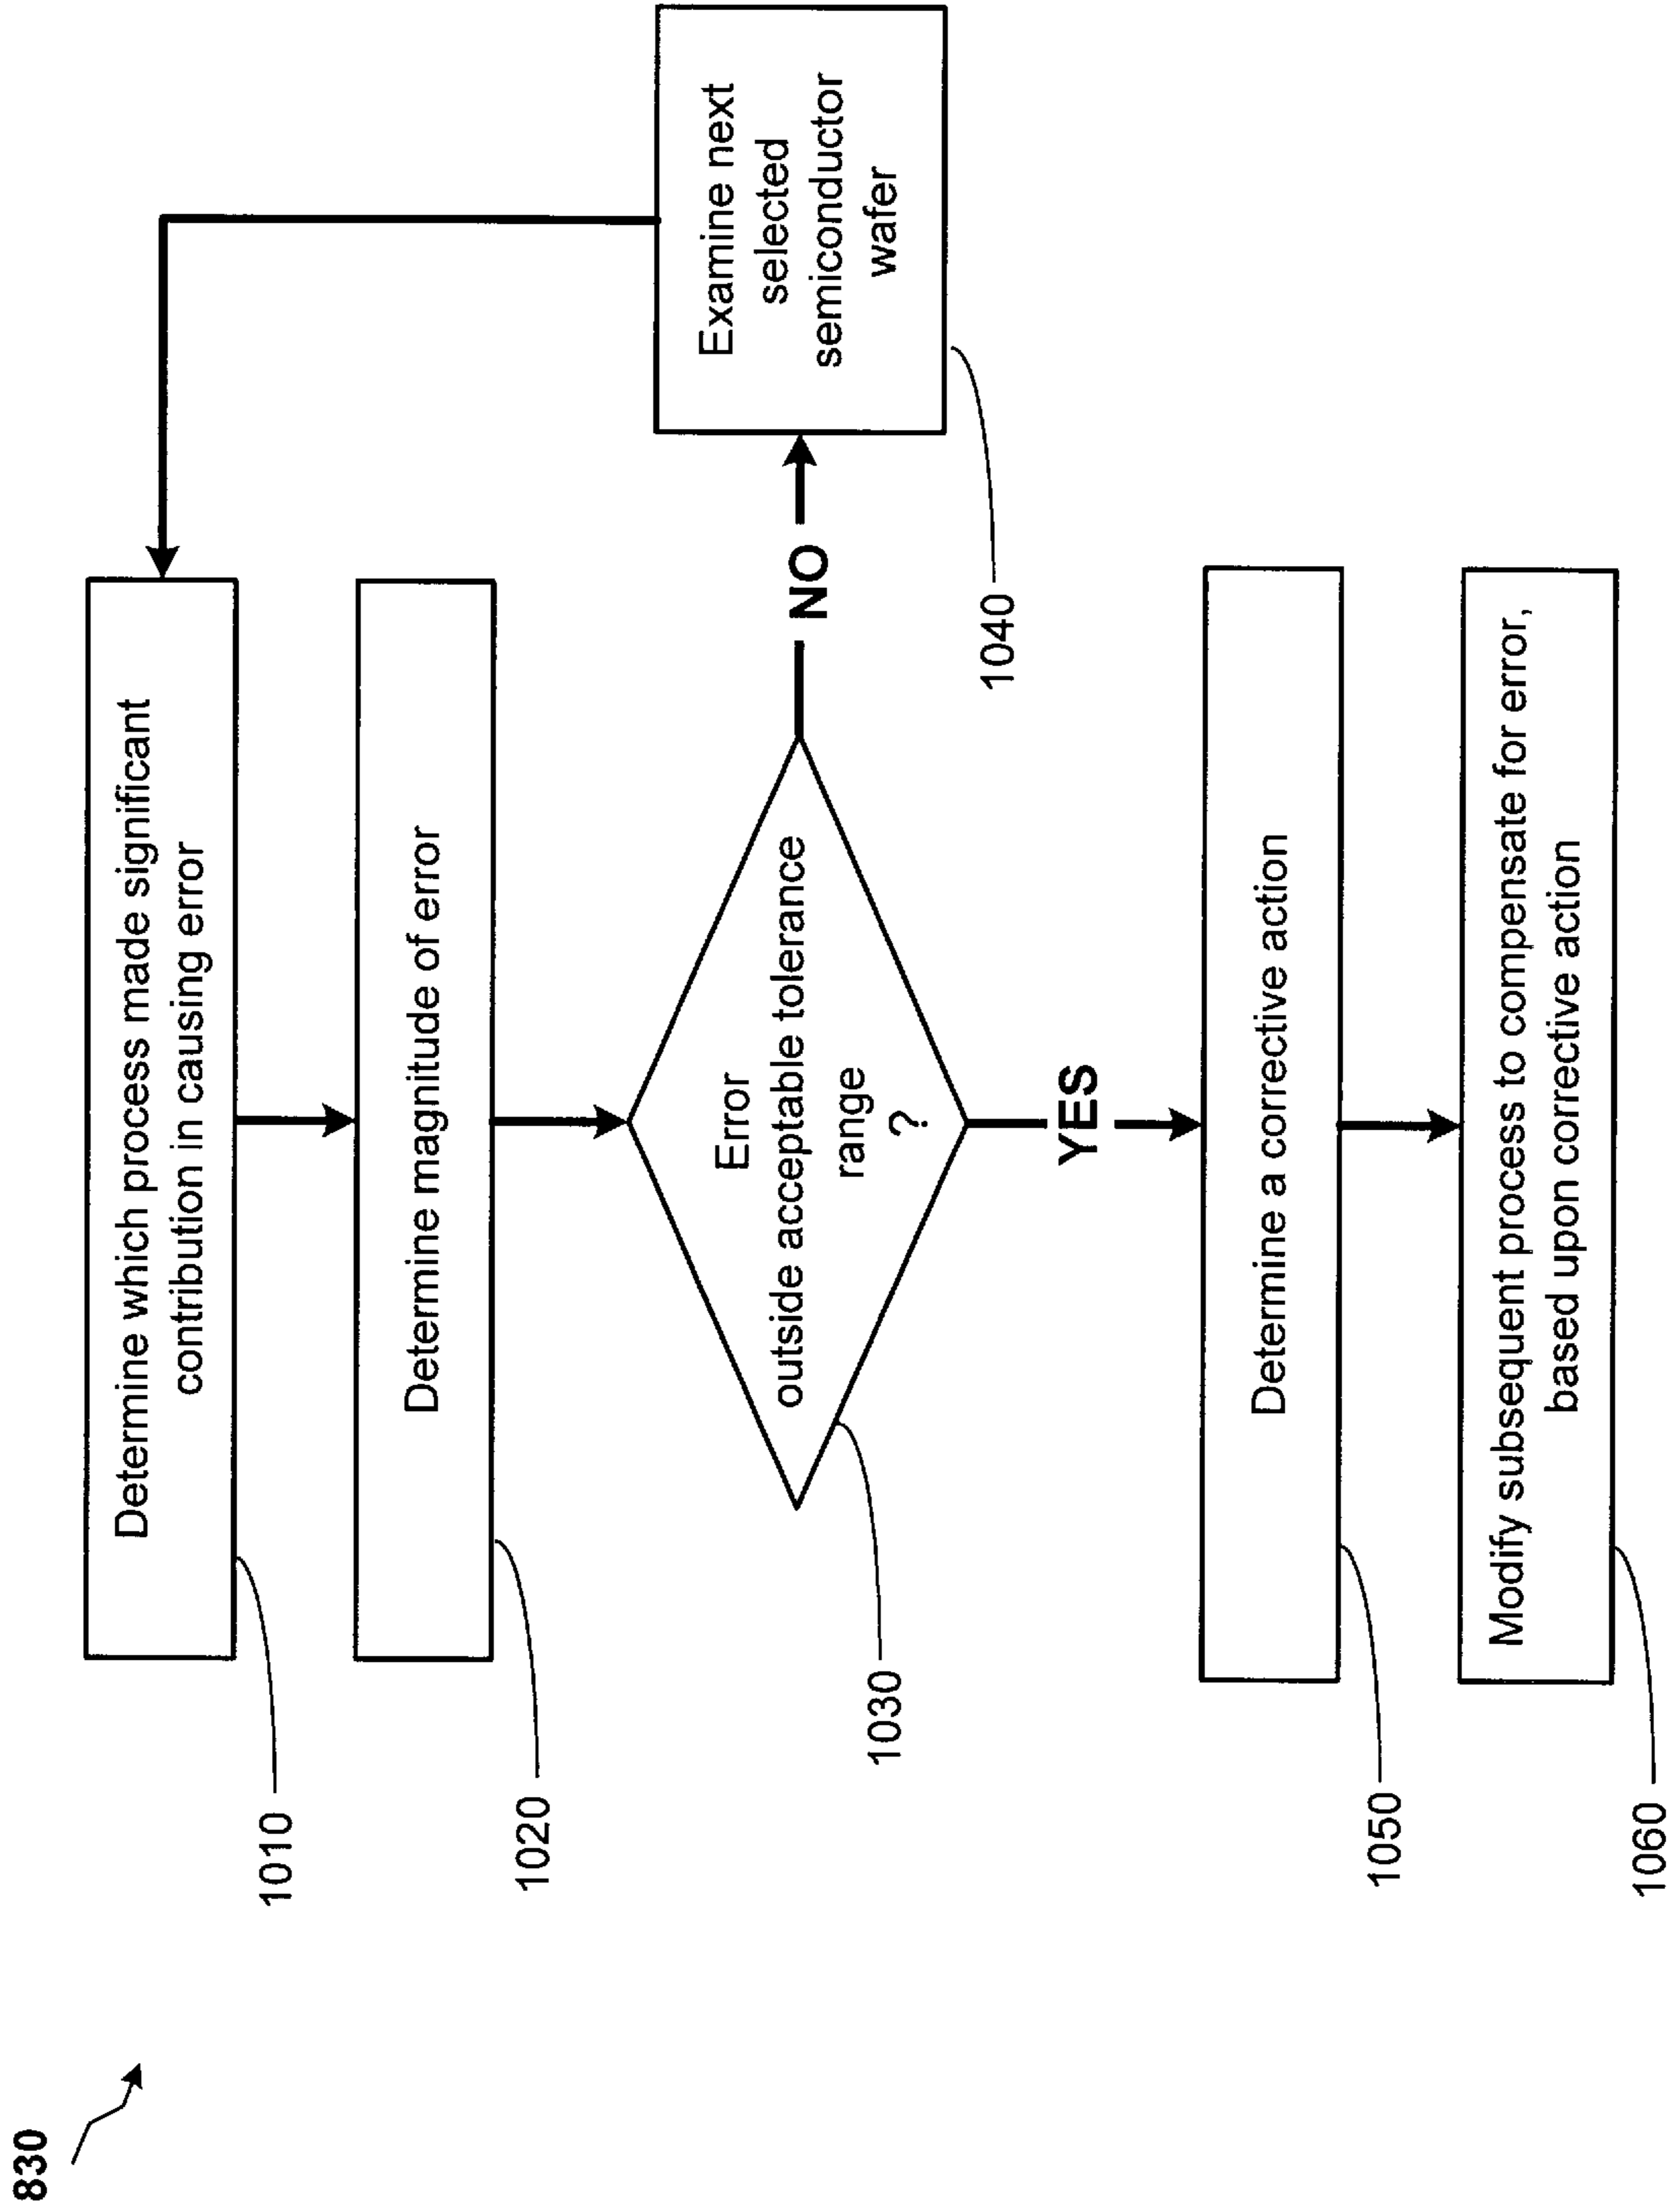 830
Determine which process made significant
contribution in causing error
1010
Determine magnitude of error
1020
Error
outside acceptable tolerance
range
?
1030
NO
Examine next
selected
semiconductor
wafer
1040
YES
Determine a corrective action
1050
Modify subsequent process to compensate for error,
based upon corrective action
1060